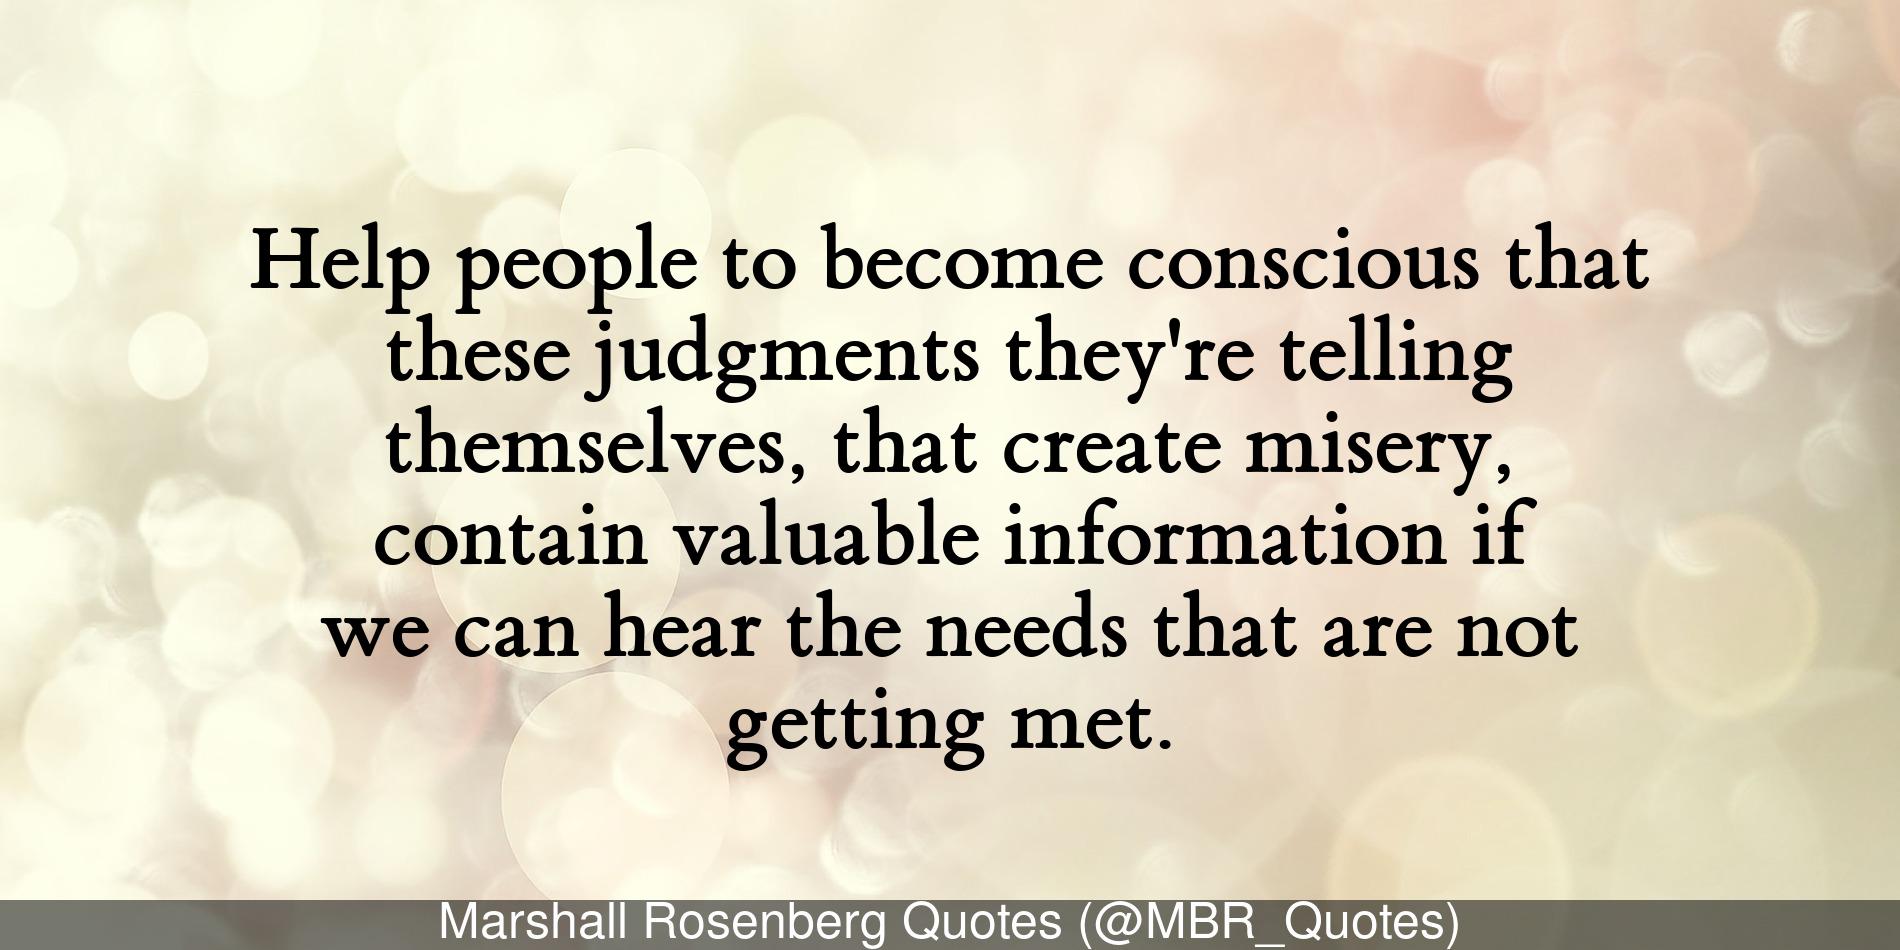 Help people to become conscious that
these judgments they're telling
themselves, that create misery,
contain valuable information if
we can hear the needs that are not
getting met.
Marshall Rosenberg Quotes (@MBR_Quotes)